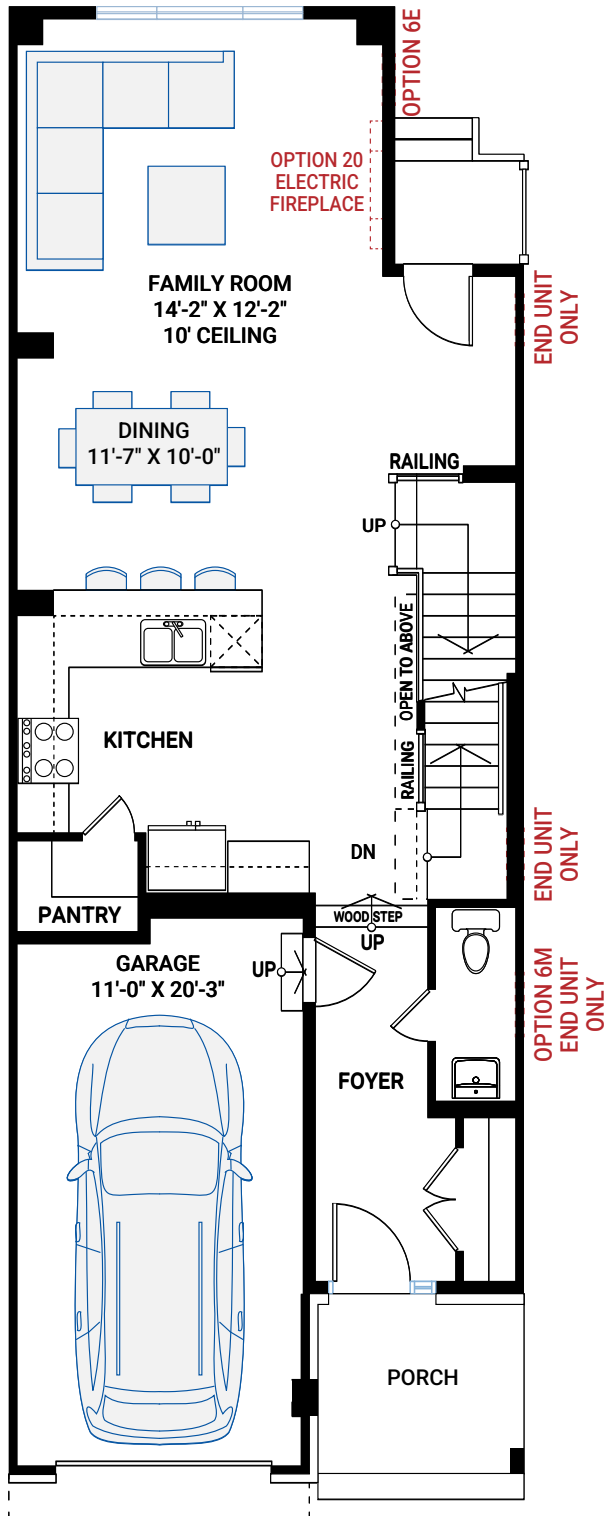 OPTION 6E
OPTION 20
ELECTRIC
FIREPLACE
FAMILY ROOM
14'-2" X 12'-2"
10' CEILING
END UNIT
ONLY
DINING
11'-7" X 10'-0"
RAILING
UP
OPEN TO ABOVE
KITCHEN
RAILING
END UNIT
ONLY
DN
PANTRY
WOOD STEP
UP
GARAGE
11'-0" X 20'-3"
UP
OPTION 6M
END UNIT
ONLY
FOYER
PORCH